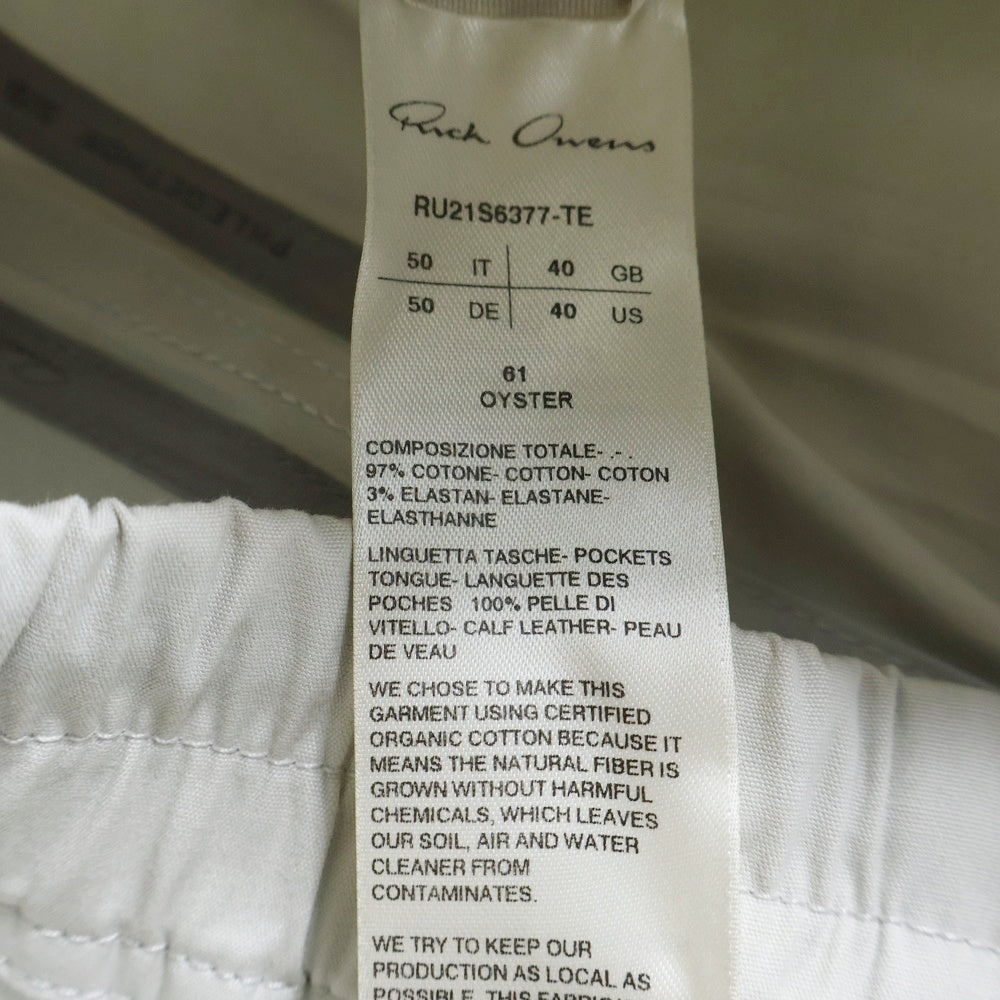 Rick Owens
RU21S6377-TE
50 IT 40 GB
50 DE 40 US
61
OYSTER
COMPOSIZIONE TOTALE- .- .
97% COTONE- COTTON- COTON
3% ELASTAN- ELASTANE-
ELASTHANNE
LINGUETTA TASCHE- POCKETS
TONGUE- LANGUETTE DES
POCHES 100% PELLE DI
VITELLO- CALF LEATHER- PEAU
DE VEAU
WE CHOSE TO MAKE THIS
GARMENT USING CERTIFIED
ORGANIC COTTON BECAUSE IT
MEANS THE NATURAL FIBER IS
GROWN WITHOUT HARMFUL
CHEMICALS, WHICH LEAVES
OUR SOIL, AIR AND WATER
CLEANER FROM
CONTAMINATES.
WE TRY TO KEEP OUR
PRODUCTION AS LOCAL AS
POSSIBLE. THIS FABRIC